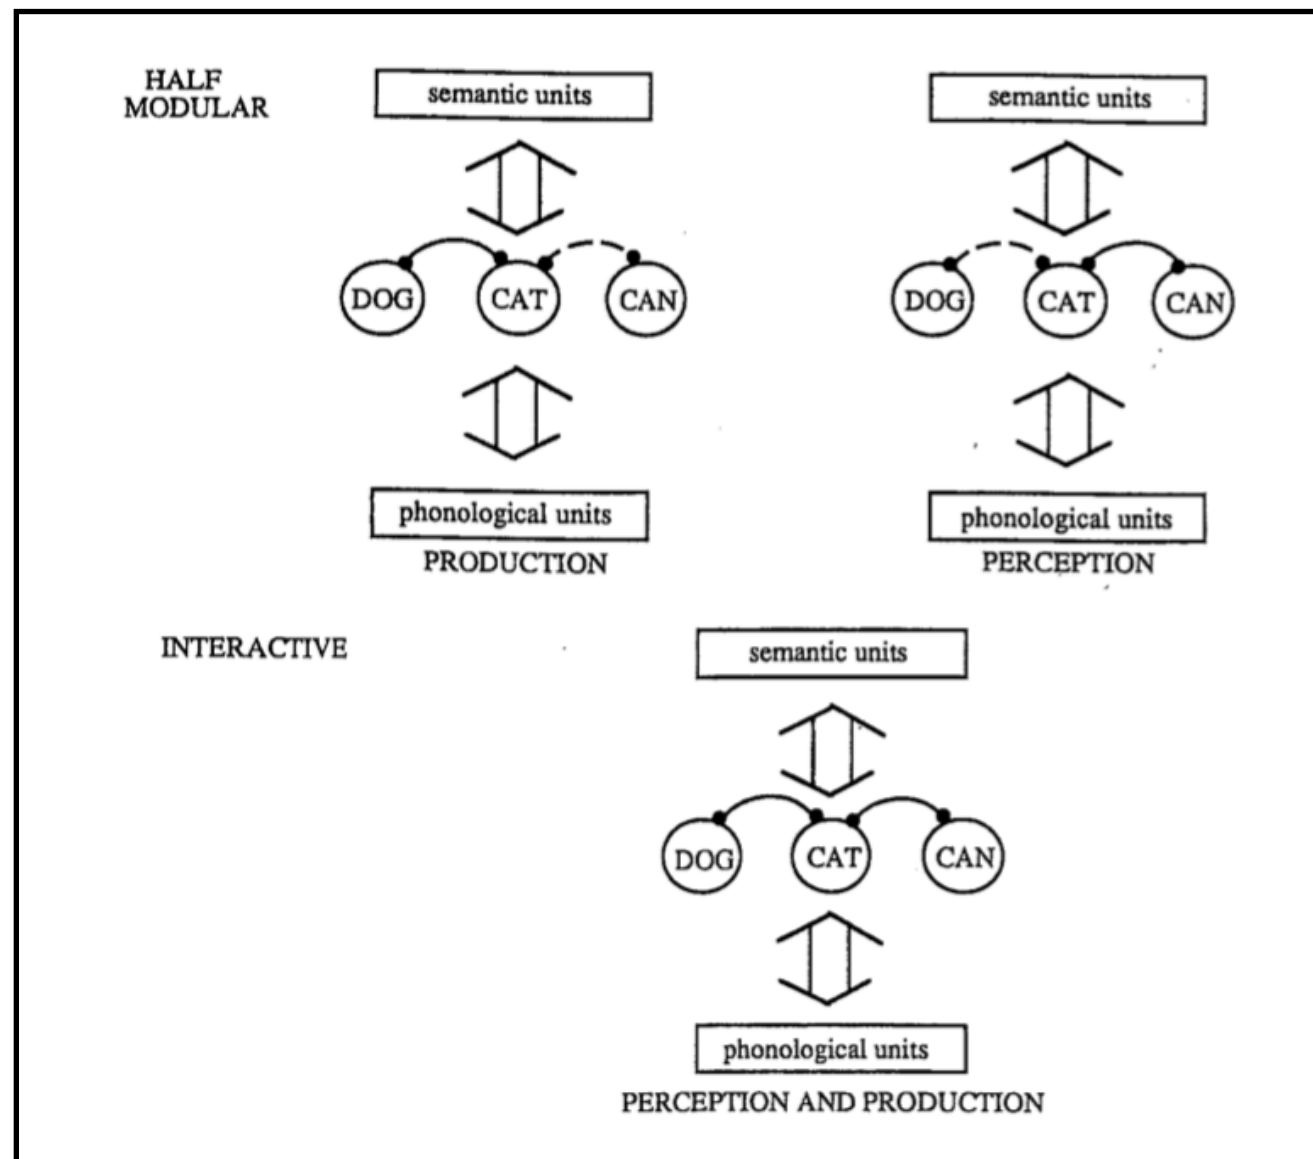 HALF
MODULAR
semantic units
semantic units
DOG CAT CAN
DOG CAT CAN
phonological units
phonological units
PRODUCTION
PERCEPTION
INTERACTIVE
semantic units
DOG CAT CAN
phonological units
PERCEPTION AND PRODUCTION